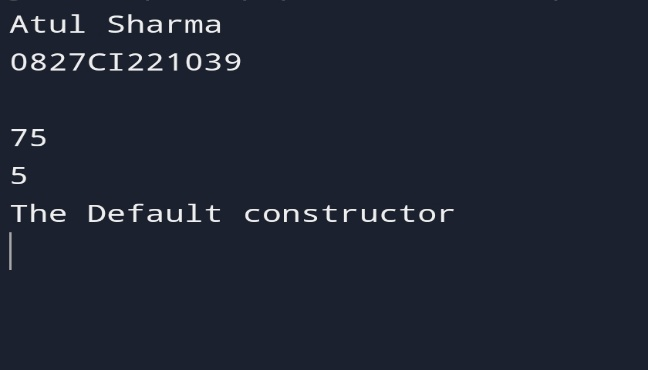 Atul Sharma
0827CI221039
75
5
The Default constructor